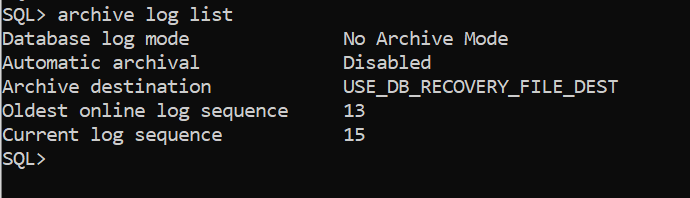 SQL> archive log list
Database log mode              No Archive Mode
Automatic archival             Disabled
Archive destination            USE_DB_RECOVERY_FILE_DEST
Oldest online log sequence     13
Current log sequence           15
SQL>